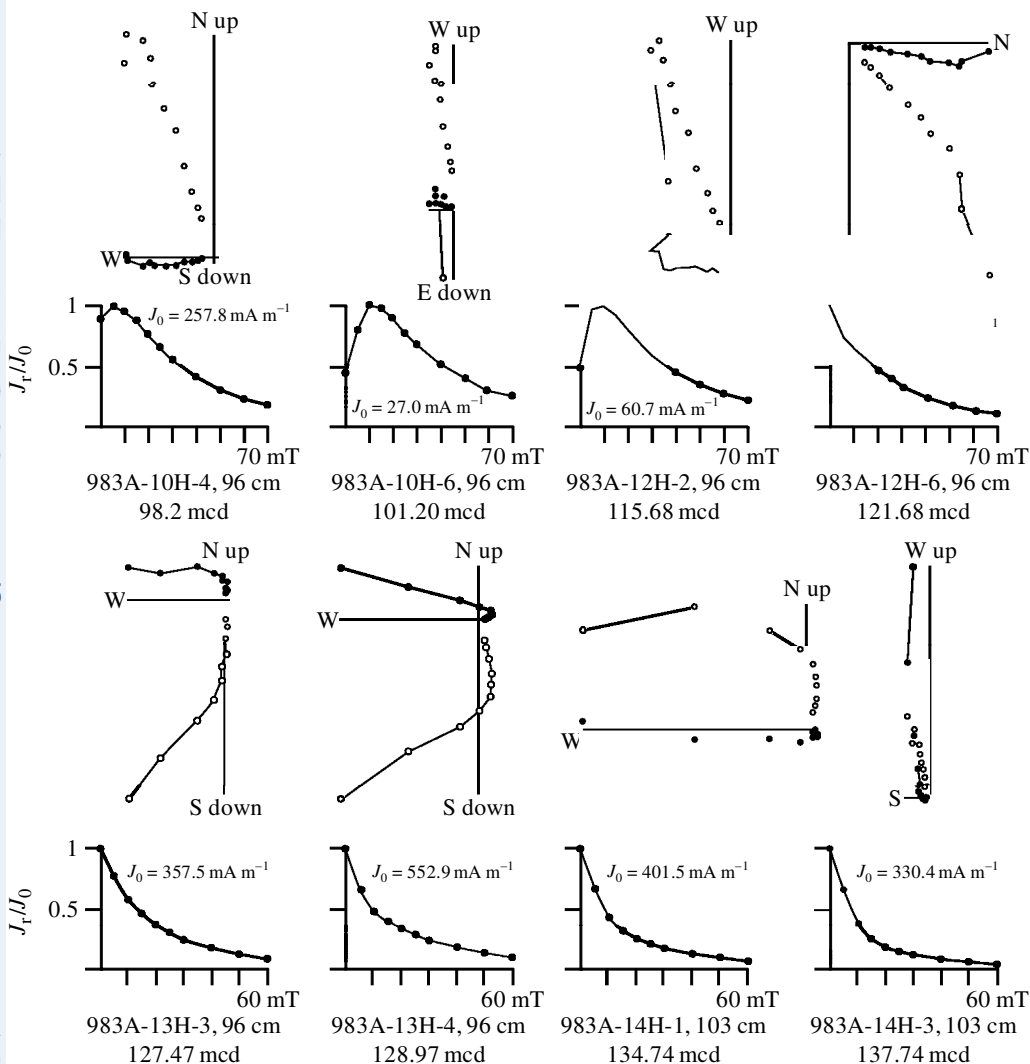 N up
W up
W up
N
W
S down
E down
1
0.5
Jr/J0
J0 = 257.8 mA m−1
J0 = 27.0 mA m−1
J0 = 60.7 mA m−1
1
70 mT
70 mT
70 mT
70 mT
983A-10H-4, 96 cm
98.2 mcd
983A-10H-6, 96 cm
101.20 mcd
983A-12H-2, 96 cm
115.68 mcd
983A-12H-6, 96 cm
121.68 mcd
N up
N up
N up
W up
W
W
W
S
S down
S down
1
0.5
Jr/J0
J0 = 357.5 mA m−1
J0 = 552.9 mA m−1
J0 = 401.5 mA m−1
J0 = 330.4 mA m−1
60 mT
60 mT
60 mT
60 mT
983A-13H-3, 96 cm
127.47 mcd
983A-13H-4, 96 cm
128.97 mcd
983A-14H-1, 103 cm
134.74 mcd
983A-14H-3, 103 cm
137.74 mcd